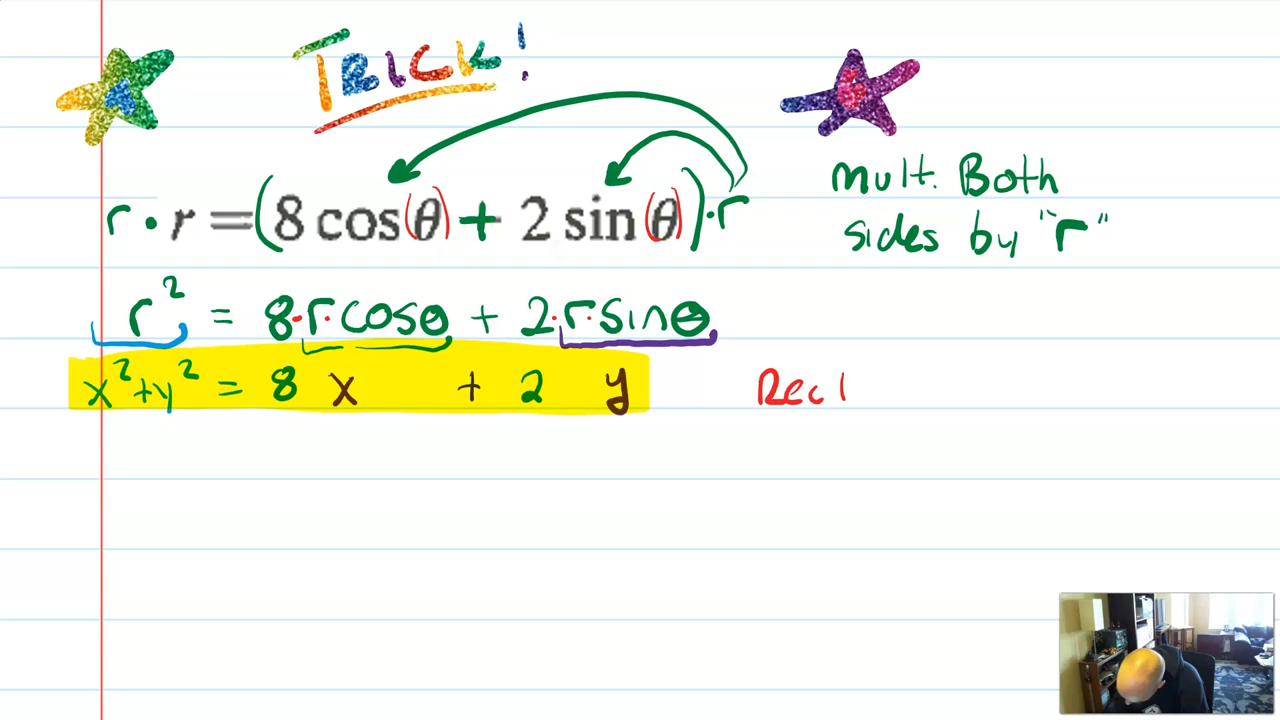 TRICK!
r · r = (8 cos(θ) + 2 sin(θ)) · r
mult. Both
sides by "r"
r² = 8·r·cosθ + 2·r·sinθ
x² + y² = 8 x + 2 y
Rec